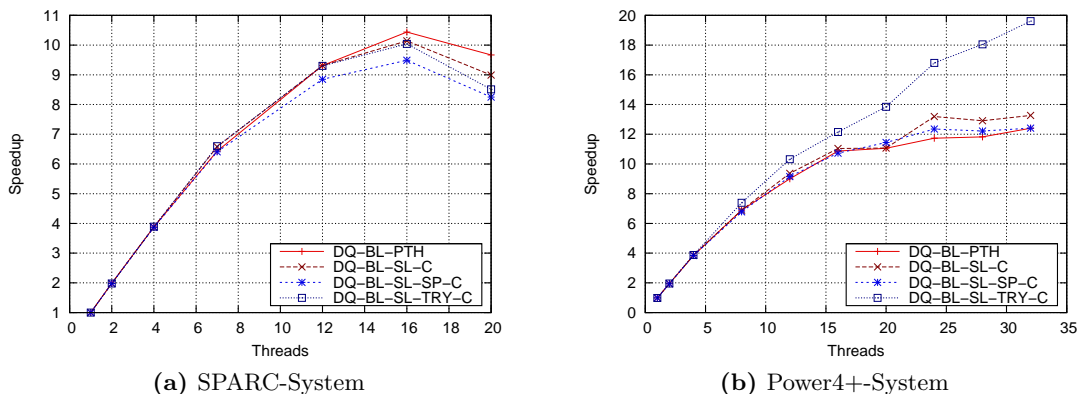 11
10
9
8
7
6
5
4
3
2
1
Speedup
0 2 4 6 8 10 12 14 16 18 20
Threads
DQ-BL-PTH
DQ-BL-SL-C
DQ-BL-SL-SP-C
DQ-BL-SL-TRY-C
(a) SPARC-System
20
18
16
14
12
10
8
6
4
2
0
Speedup
0 5 10 15 20 25 30 35
Threads
DQ-BL-PTH
DQ-BL-SL-C
DQ-BL-SL-SP-C
DQ-BL-SL-TRY-C
(b) Power4+-System